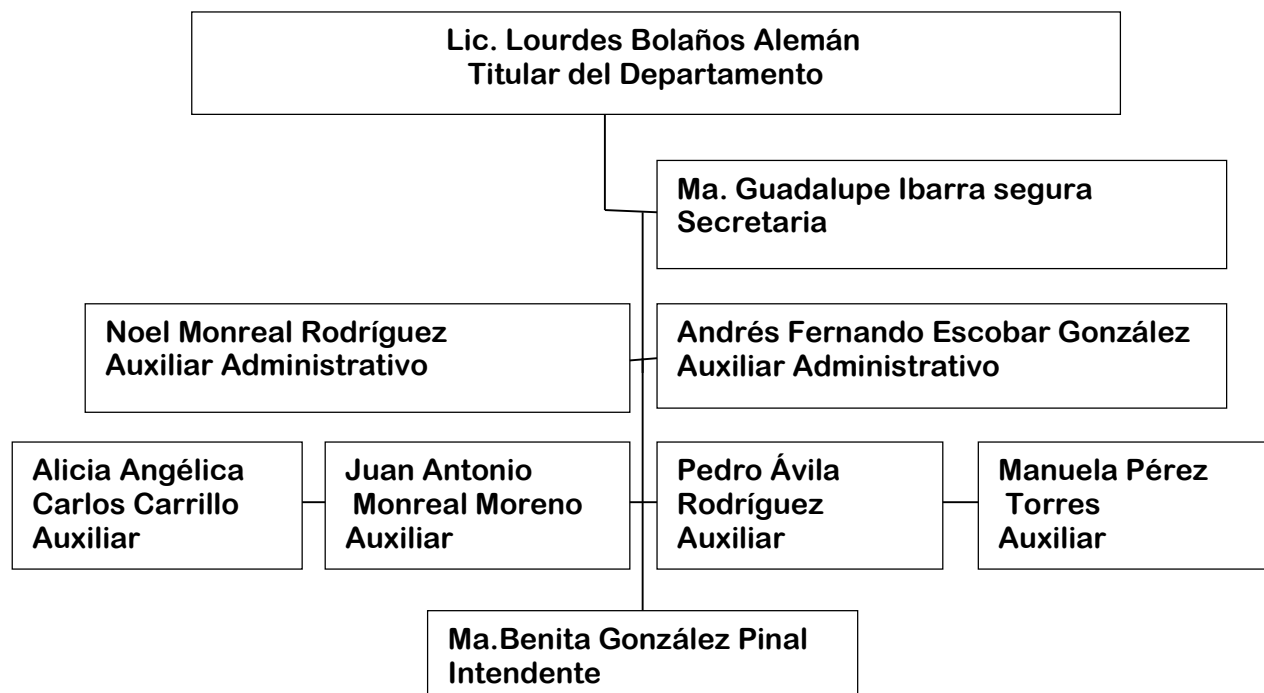 Lic. Lourdes Bolaños Alemán
Titular del Departamento
Ma. Guadalupe Ibarra segura
Secretaria
Noel Monreal Rodríguez
Auxiliar Administrativo
Andrés Fernando Escobar González
Auxiliar Administrativo
Alicia Angélica
Carlos Carrillo
Auxiliar
Juan Antonio
Monreal Moreno
Auxiliar
Pedro Ávila
Rodríguez
Auxiliar
Manuela Pérez
Torres
Auxiliar
Ma.Benita González Pinal
Intendente